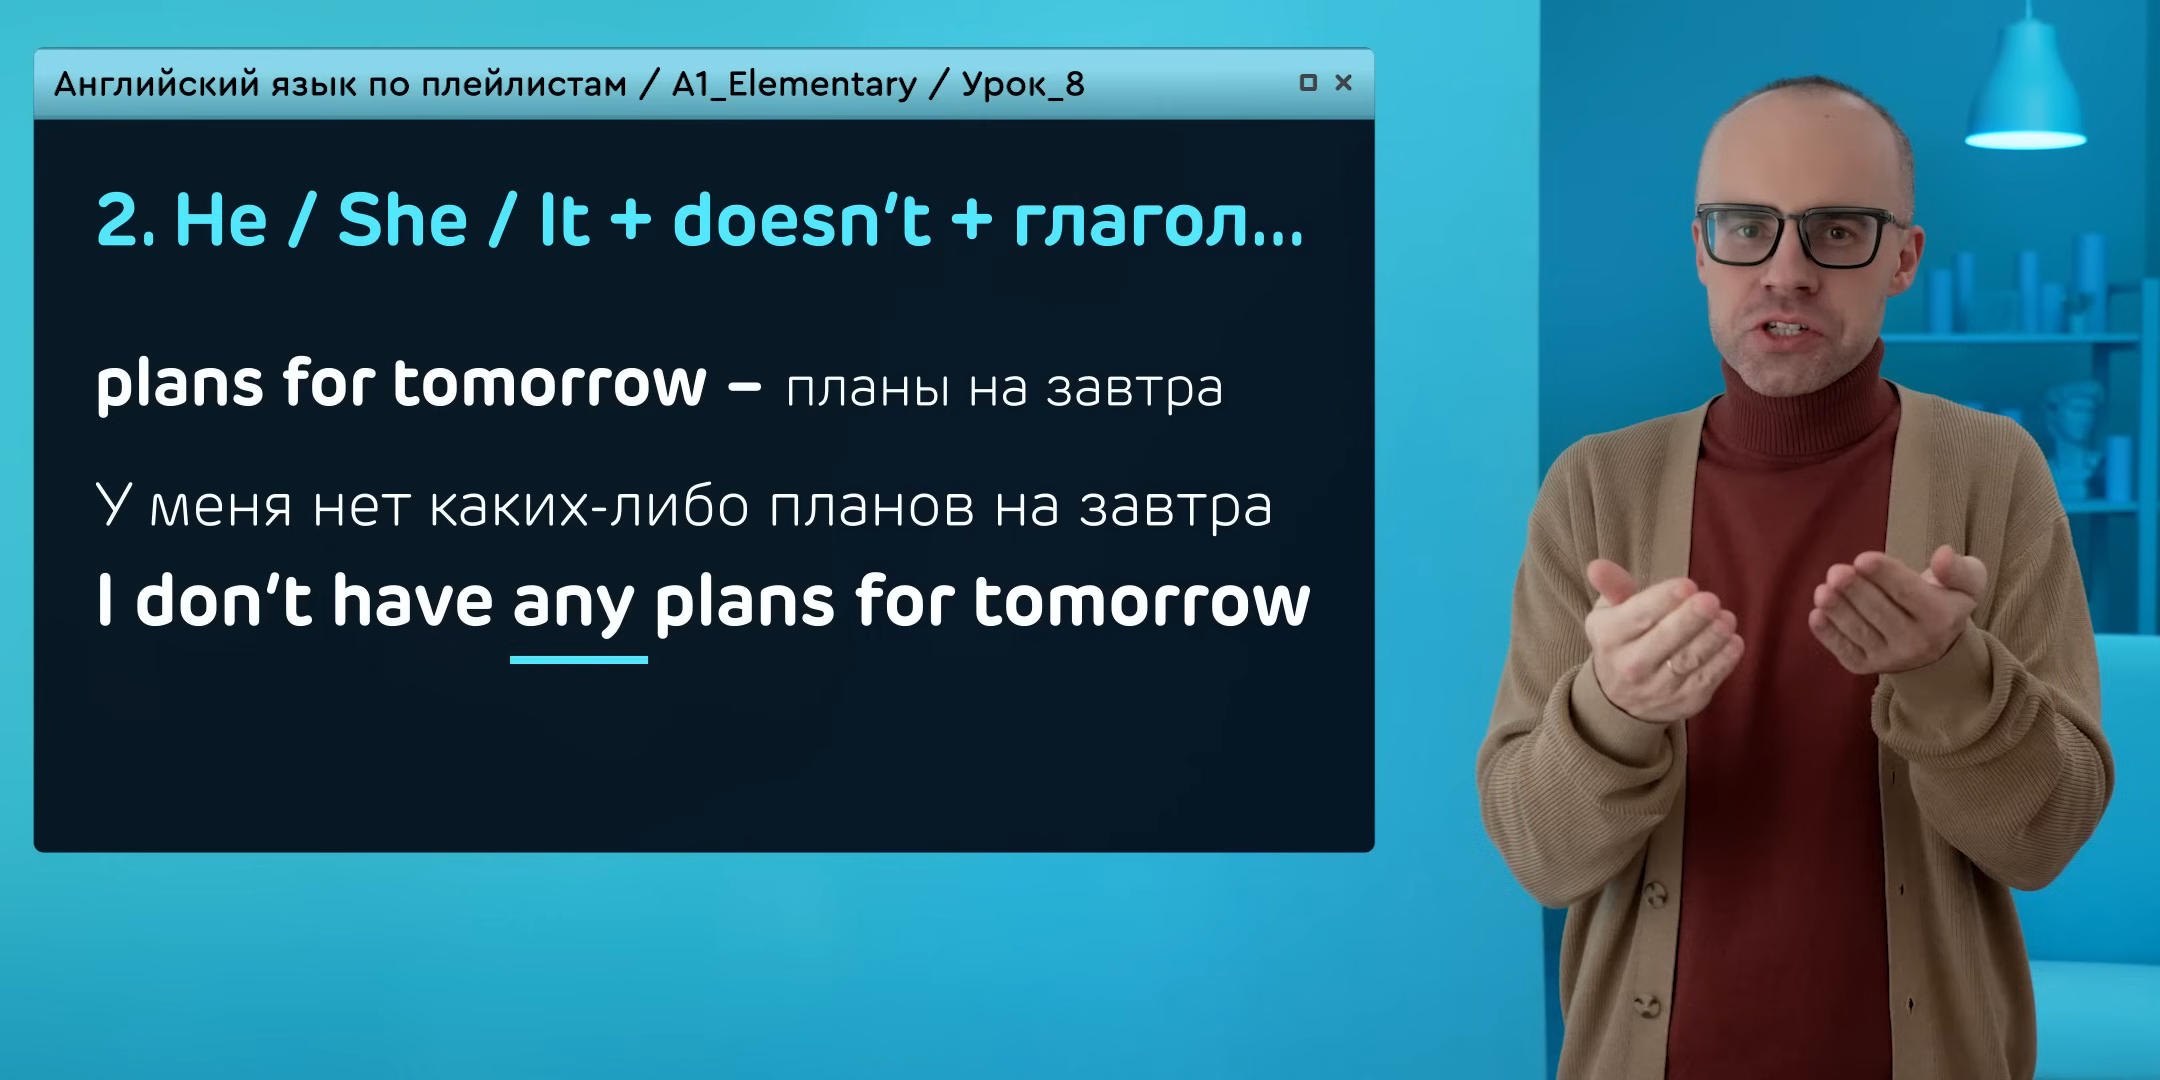 Английский язык по плейлистам / A1_Elementary / Урок_8
2. He / She / It + doesn’t + глагол...
plans for tomorrow – планы на завтра
У меня нет каких-либо планов на завтра
I don’t have any plans for tomorrow